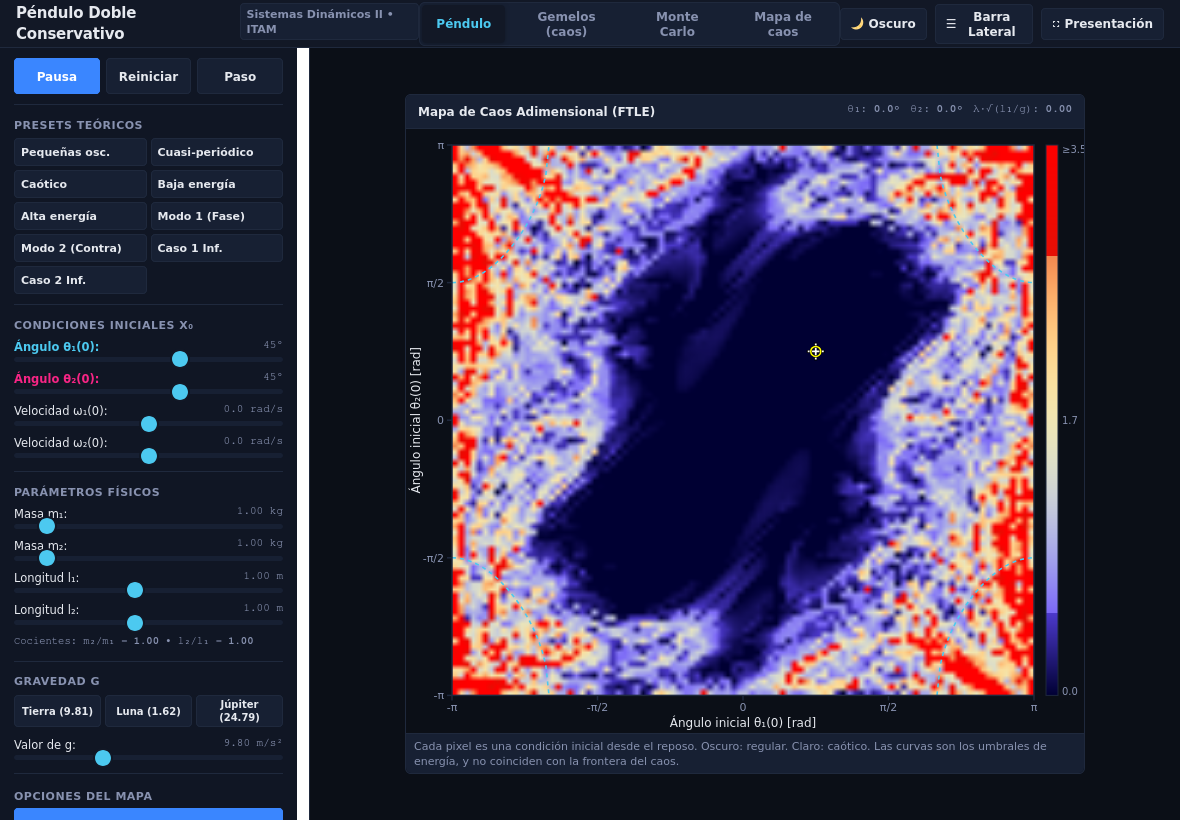 Péndulo Doble
Conservativo
Sistemas Dinámicos II •
ITAM
Péndulo
Gemelos
(caos)
Monte
Carlo
Mapa de
caos
🌙 Oscuro
☰ Barra
Lateral
Presentación
Pausa
Reiniciar
Paso
PRESETS TEÓRICOS
Pequeñas osc.
Cuasi-periódico
Caótico
Baja energía
Alta energía
Modo 1 (Fase)
Modo 2 (Contra)
Caso 1 Inf.
Caso 2 Inf.
CONDICIONES INICIALES X₀
Ángulo θ₁(0): 45°
Ángulo θ₂(0): 45°
Velocidad ω₁(0): 0.0 rad/s
Velocidad ω₂(0): 0.0 rad/s
PARÁMETROS FÍSICOS
Masa m₁: 1.00 kg
Masa m₂: 1.00 kg
Longitud l₁: 1.00 m
Longitud l₂: 1.00 m
Cocientes: m₂/m₁ = 1.00 • l₂/l₁ = 1.00
GRAVEDAD G
Tierra (9.81)
Luna (1.62)
Júpiter
(24.79)
Valor de g: 9.80 m/s²
OPCIONES DEL MAPA
Mapa de Caos Adimensional (FTLE)
θ₁: 0.0° θ₂: 0.0° λ·√(l₁/g): 0.00
π
π/2
0
-π/2
-π
Ángulo inicial θ₂(0) [rad]
-π
-π/2
0
π/2
π
Ángulo inicial θ₁(0) [rad]
≥3.5
1.7
0.0
Cada pixel es una condición inicial desde el reposo. Oscuro: regular. Claro: caótico. Las curvas son los umbrales de
energía, y no coinciden con la frontera del caos.